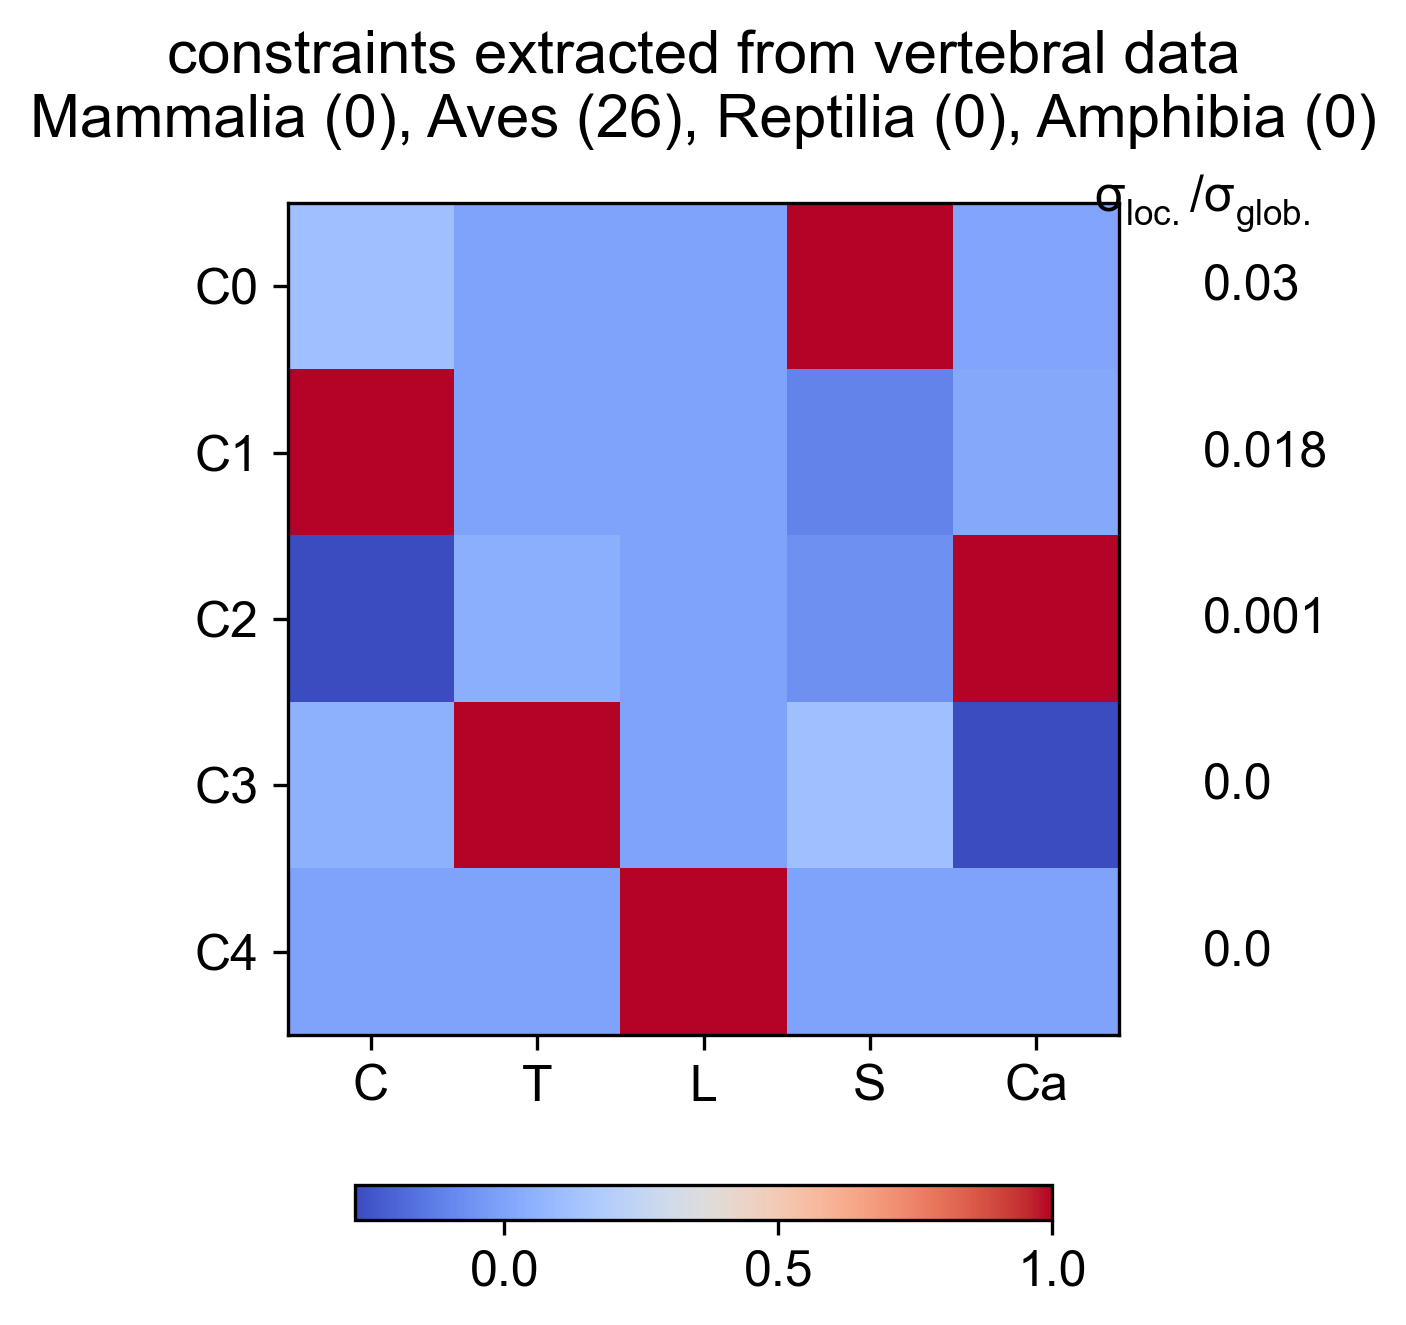 constraints extracted from vertebral data
Mammalia (0), Aves (26), Reptilia (0), Amphibia (0)
σloc. /σglob.
C0 0.03
C1 0.018
C2 0.001
C3 0.0
C4 0.0
C T L S Ca
0.0 0.5 1.0